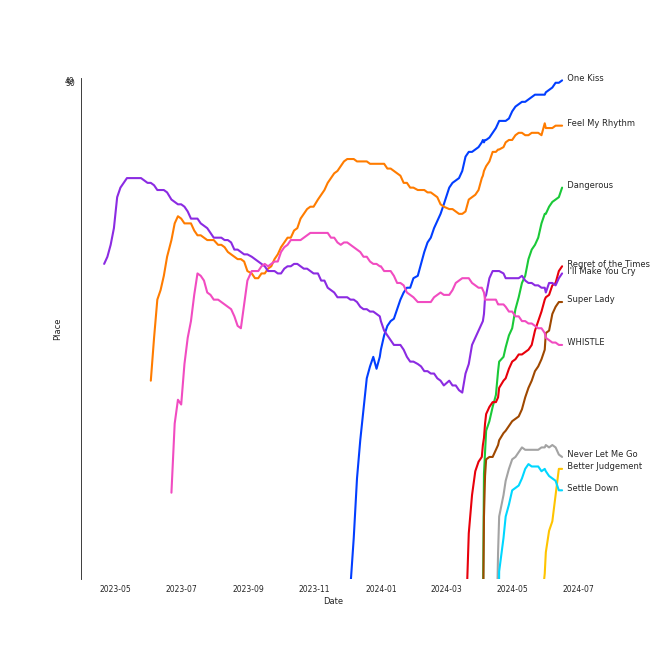 One Kiss
Feel My Rhythm
Dangerous
Regret of the Times
I'll Make You Cry
Super Lady
WHISTLE
Never Let Me Go
Better Judgement
Settle Down
Place
2023-05 2023-07 2023-09 2023-11 2024-01 2024-03 2024-05 2024-07
Date